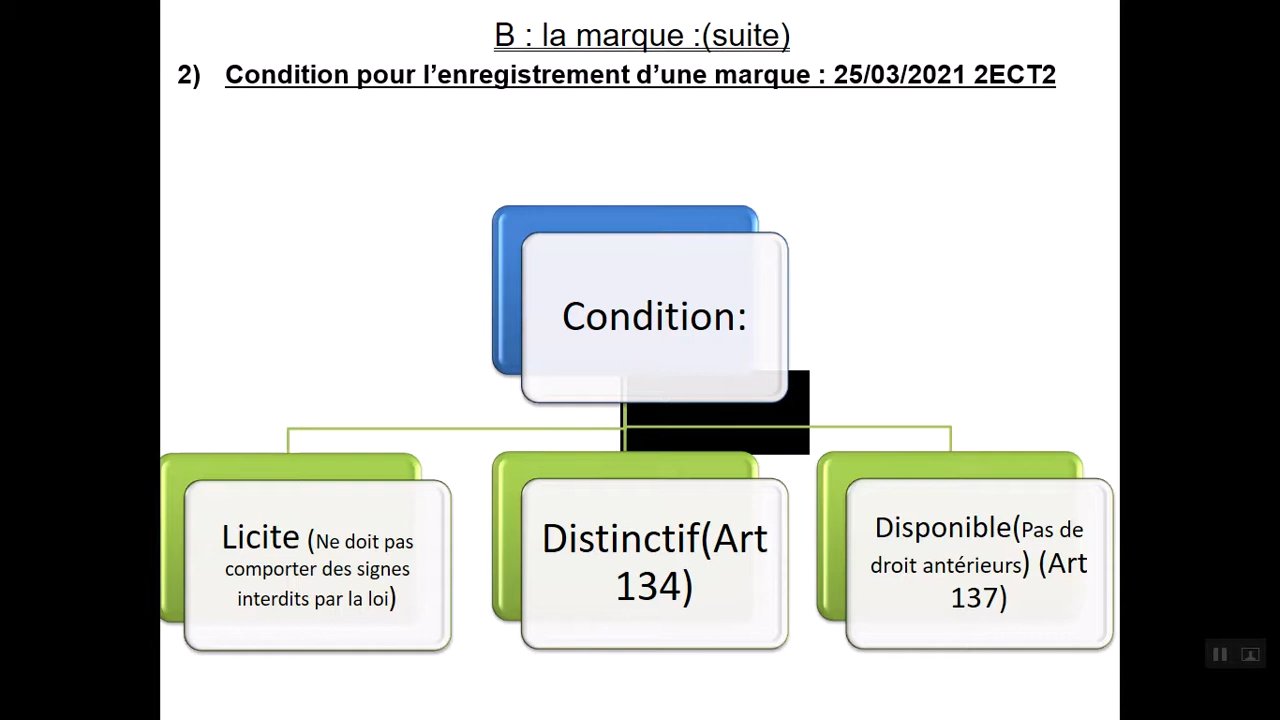 B : la marque :(suite)
2) Condition pour l’enregistrement d’une marque : 25/03/2021 2ECT2
Condition:
Licite (Ne doit pas
comporter des signes
interdits par la loi)
Distinctif(Art
134)
Disponible(Pas de
droit antérieurs) (Art
137)